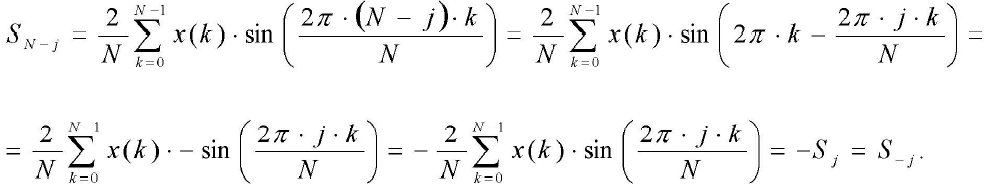 S_{N-j} = \frac{2}{N} \sum_{k=0}^{N-1} x(k) \cdot \sin\left(\frac{2\pi \cdot (N-j) \cdot k}{N}\right) = \frac{2}{N} \sum_{k=0}^{N-1} x(k) \cdot \sin\left(2\pi \cdot k - \frac{2\pi \cdot j \cdot k}{N}\right) =
= \frac{2}{N} \sum_{k=0}^{N 1} x(k) \cdot - \sin\left(\frac{2\pi \cdot j \cdot k}{N}\right) = - \frac{2}{N} \sum_{k=0}^{N 1} x(k) \cdot \sin\left(\frac{2\pi \cdot j \cdot k}{N}\right) = -S_j = S_{-j}.